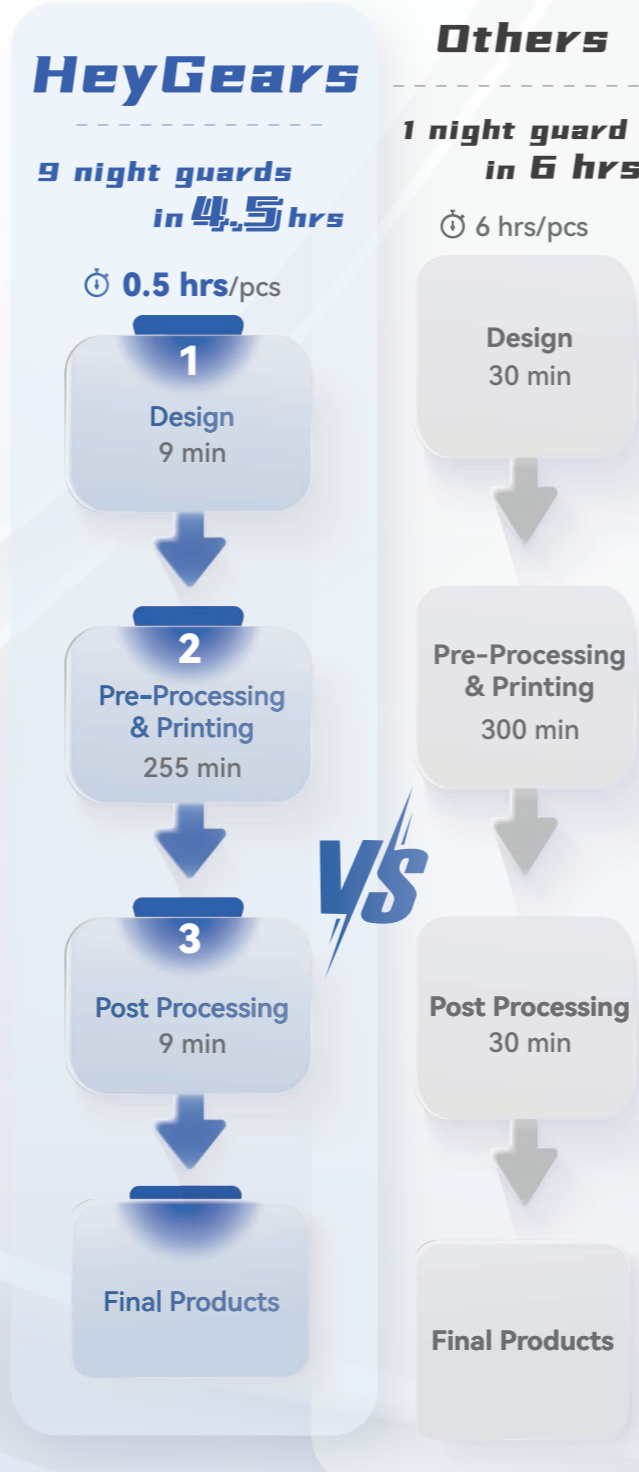 HeyGears
9 night guards
in 4.5 hrs
0.5 hrs/pcs
1
Design
9 min
2
Pre-Processing
& Printing
255 min
3
Post Processing
9 min
Final Products
VS
Others
1 night guard
in 6 hrs
6 hrs/pcs
Design
30 min
Pre-Processing
& Printing
300 min
Post Processing
30 min
Final Products